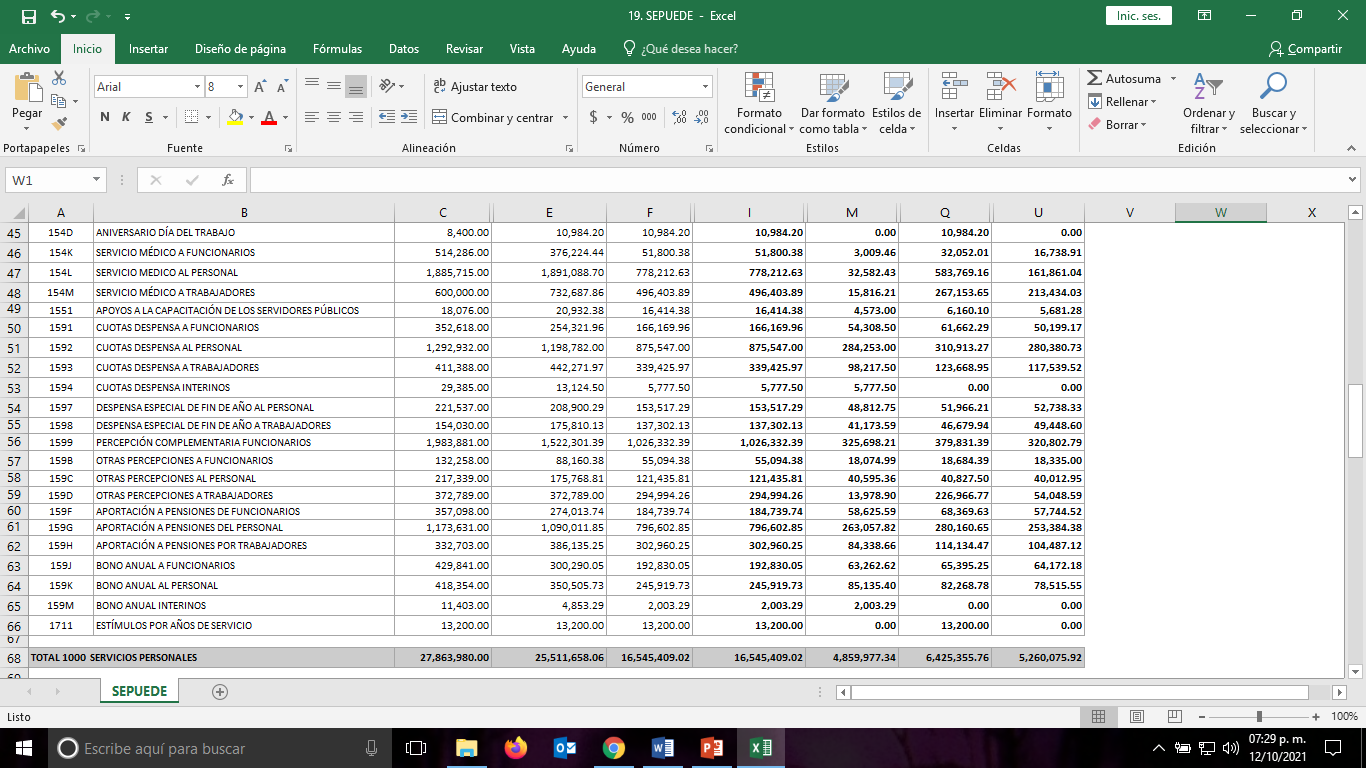 19. SEPUEDE - Excel
Inic. ses.
Archivo Inicio Insertar Diseño de página Fórmulas Datos Revisar Vista Ayuda ¿Qué desea hacer? Compartir
Pegar
Portapapeles
Arial 8
N K S
Fuente
Ajustar texto
Combinar y centrar
Alineación
General
$ % 000
Número
Formato condicional
Dar formato como tabla
Estilos de celda
Estilos
Insertar Eliminar Formato
Celdas
Autosuma
Rellenar
Borrar
Ordenar y filtrar
Buscar y seleccionar
Edición
W1 fx
A B C E F I M Q U V W X
45 154D ANIVERSARIO DÍA DEL TRABAJO 8,400.00 10,984.20 10,984.20 10,984.20 0.00 10,984.20 0.00
46 154K SERVICIO MÉDICO A FUNCIONARIOS 514,286.00 376,224.44 51,800.38 51,800.38 3,009.46 32,052.01 16,738.91
47 154L SERVICIO MEDICO AL PERSONAL 1,885,715.00 1,891,088.70 778,212.63 778,212.63 32,582.43 583,769.16 161,861.04
48 154M SERVICIO MÉDICO A TRABAJADORES 600,000.00 732,687.86 496,403.89 496,403.89 15,816.21 267,153.65 213,434.03
49 1551 APOYOS A LA CAPACITACIÓN DE LOS SERVIDORES PÚBLICOS 18,076.00 20,932.38 16,414.38 16,414.38 4,573.00 6,160.10 5,681.28
50 1591 CUOTAS DESPENSA A FUNCIONARIOS 352,618.00 254,321.96 166,169.96 166,169.96 54,308.50 61,662.29 50,199.17
51 1592 CUOTAS DESPENSA AL PERSONAL 1,292,932.00 1,198,782.00 875,547.00 875,547.00 284,253.00 310,913.27 280,380.73
52 1593 CUOTAS DESPENSA A TRABAJADORES 411,388.00 442,271.97 339,425.97 339,425.97 98,217.50 123,668.95 117,539.52
53 1594 CUOTAS DESPENSA INTERINOS 29,385.00 13,124.50 5,777.50 5,777.50 5,777.50 0.00 0.00
54 1597 DESPENSA ESPECIAL DE FIN DE AÑO AL PERSONAL 221,537.00 208,900.29 153,517.29 153,517.29 48,812.75 51,966.21 52,738.33
55 1598 DESPENSA ESPECIAL DE FIN DE AÑO A TRABAJADORES 154,030.00 175,810.13 137,302.13 137,302.13 41,173.59 46,679.94 49,448.60
56 1599 PERCEPCIÓN COMPLEMENTARIA FUNCIONARIOS 1,983,881.00 1,522,301.39 1,026,332.39 1,026,332.39 325,698.21 379,831.39 320,802.79
57 159B OTRAS PERCEPCIONES A FUNCIONARIOS 132,258.00 88,160.38 55,094.38 55,094.38 18,074.99 18,684.39 18,335.00
58 159C OTRAS PERCEPCIONES AL PERSONAL 217,339.00 175,768.81 121,435.81 121,435.81 40,595.36 40,827.50 40,012.95
59 159D OTRAS PERCEPCIONES A TRABAJADORES 372,789.00 372,789.00 294,994.26 294,994.26 13,978.90 226,966.77 54,048.59
60 159F APORTACIÓN A PENSIONES DE FUNCIONARIOS 357,098.00 274,013.74 184,739.74 184,739.74 58,625.59 68,369.63 57,744.52
61 159G APORTACIÓN A PENSIONES DEL PERSONAL 1,173,631.00 1,090,011.85 796,602.85 796,602.85 263,057.82 280,160.65 253,384.38
62 159H APORTACIÓN A PENSIONES POR TRABAJADORES 332,703.00 386,135.25 302,960.25 302,960.25 84,338.66 114,134.47 104,487.12
63 159J BONO ANUAL A FUNCIONARIOS 429,841.00 300,290.05 192,830.05 192,830.05 63,262.62 65,395.25 64,172.18
64 159K BONO ANUAL AL PERSONAL 418,354.00 350,505.73 245,919.73 245,919.73 85,135.40 82,268.78 78,515.55
65 159M BONO ANUAL INTERINOS 11,403.00 4,853.29 2,003.29 2,003.29 2,003.29 0.00 0.00
66 1711 ESTÍMULOS POR AÑOS DE SERVICIO 13,200.00 13,200.00 13,200.00 13,200.00 0.00 13,200.00 0.00
67
68 TOTAL 1000 SERVICIOS PERSONALES 27,863,980.00 25,511,658.06 16,545,409.02 16,545,409.02 4,859,977.34 6,425,355.76 5,260,075.92
SEPUEDE
Listo 100%
Escribe aquí para buscar
07:29 p. m.
12/10/2021